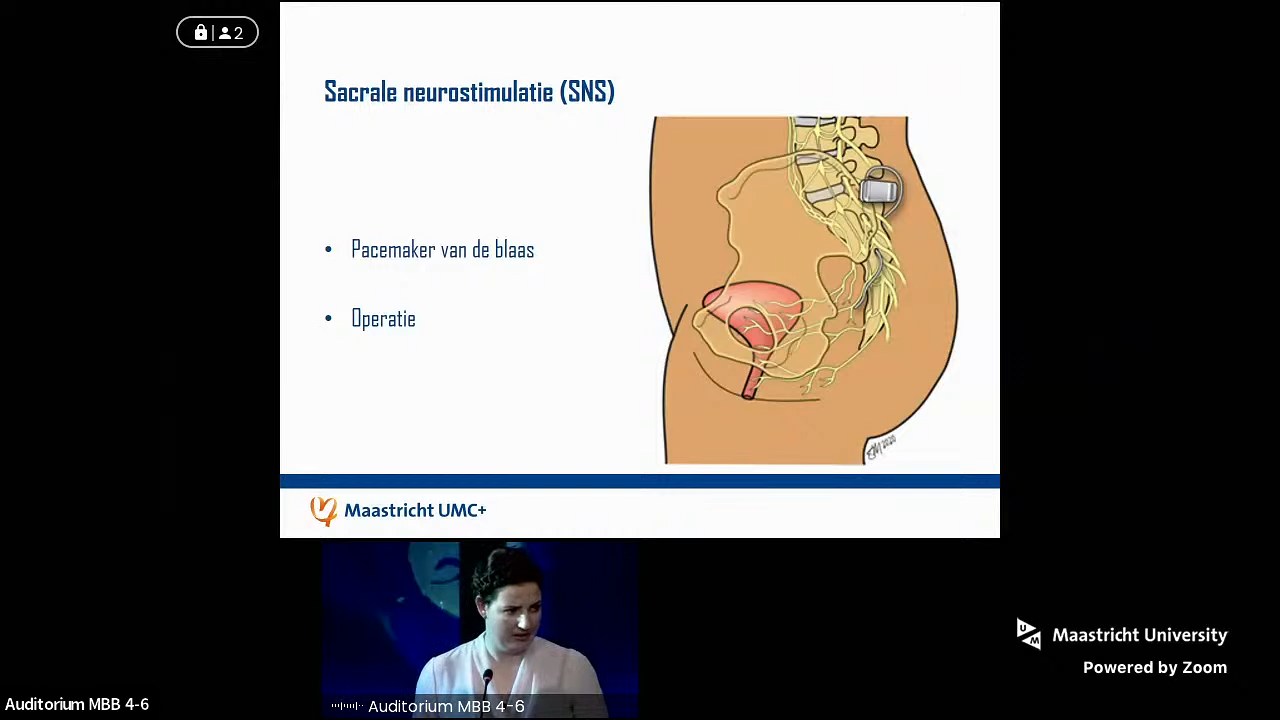 2
Sacrale neurostimulatie (SNS)
• Pacemaker van de blaas
• Operatie
Maastricht UMC+
UM
Maastricht University
Powered by Zoom
Auditorium MBB 4-6
Auditorium MBB 4-6